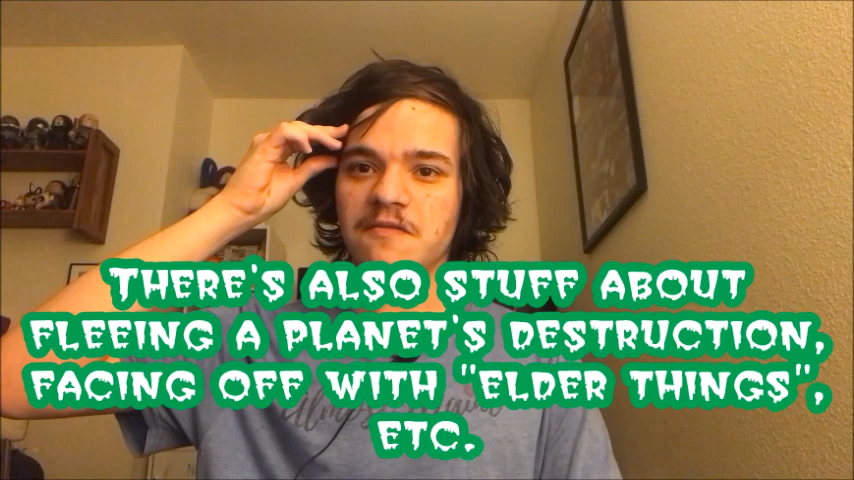 There's also stuff about
fleeing a planet's destruction,
facing off with "elder things",
etc.